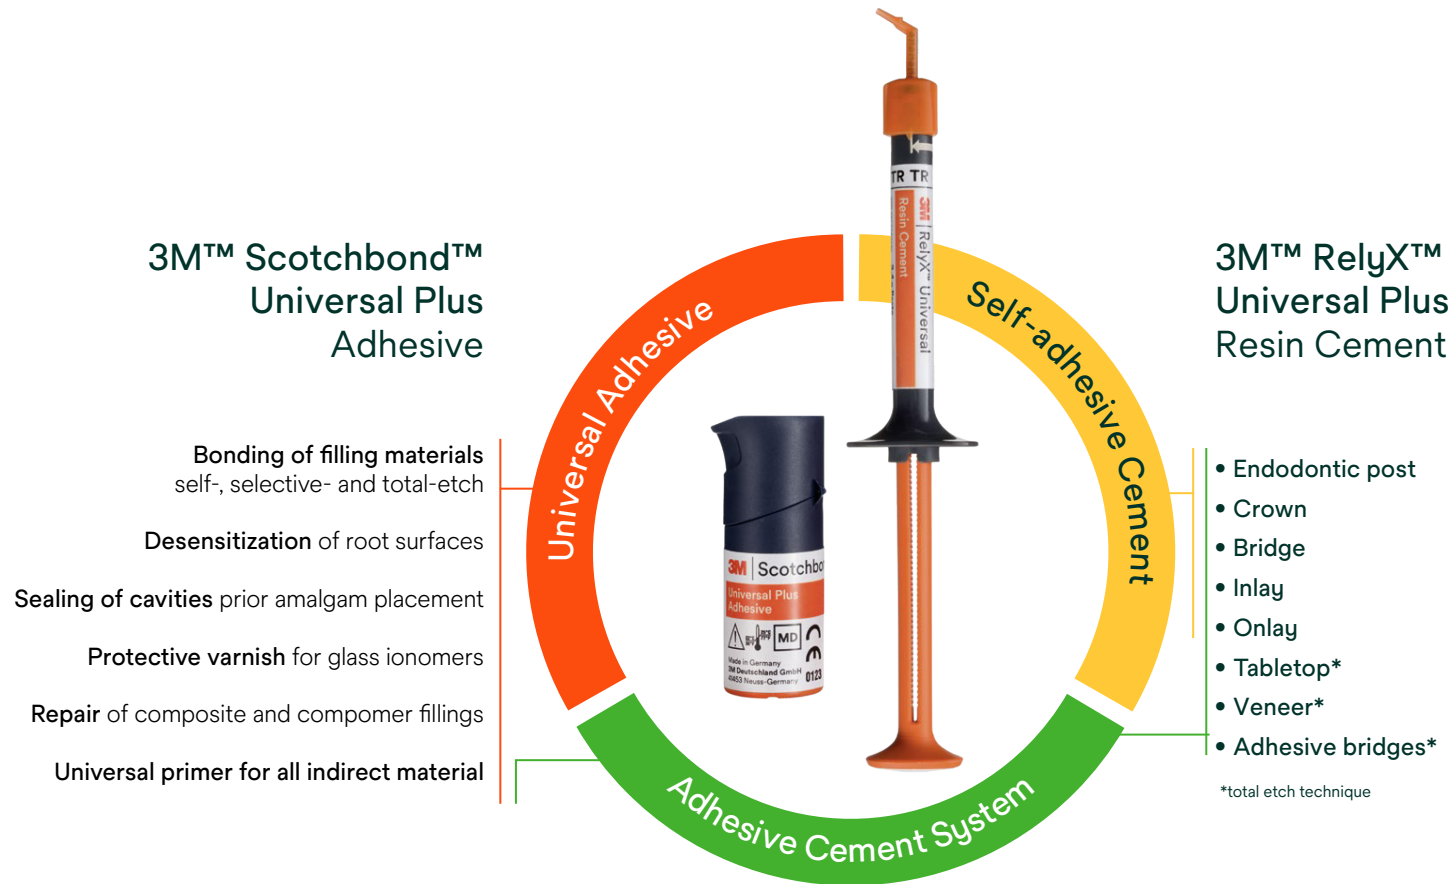 3M™ Scotchbond™
Universal Plus
Adhesive
Bonding of filling materials
self-, selective- and total-etch
Desensitization of root surfaces
Sealing of cavities prior amalgam placement
Protective varnish for glass ionomers
Repair of composite and compomer fillings
Universal primer for all indirect material
Universal Adhesive
Self-adhesive Cement
Adhesive Cement System
TR TR
3M RelyX™ Universal
Resin Cement
3M Scotchbo
Universal Plus
Adhesive
MD
Made in Germany
3M Deutschland GmbH
41453 Neuss-Germany
0123
3M™ RelyX™
Universal Plus
Resin Cement
• Endodontic post
• Crown
• Bridge
• Inlay
• Onlay
• Tabletop*
• Veneer*
• Adhesive bridges*
*total etch technique